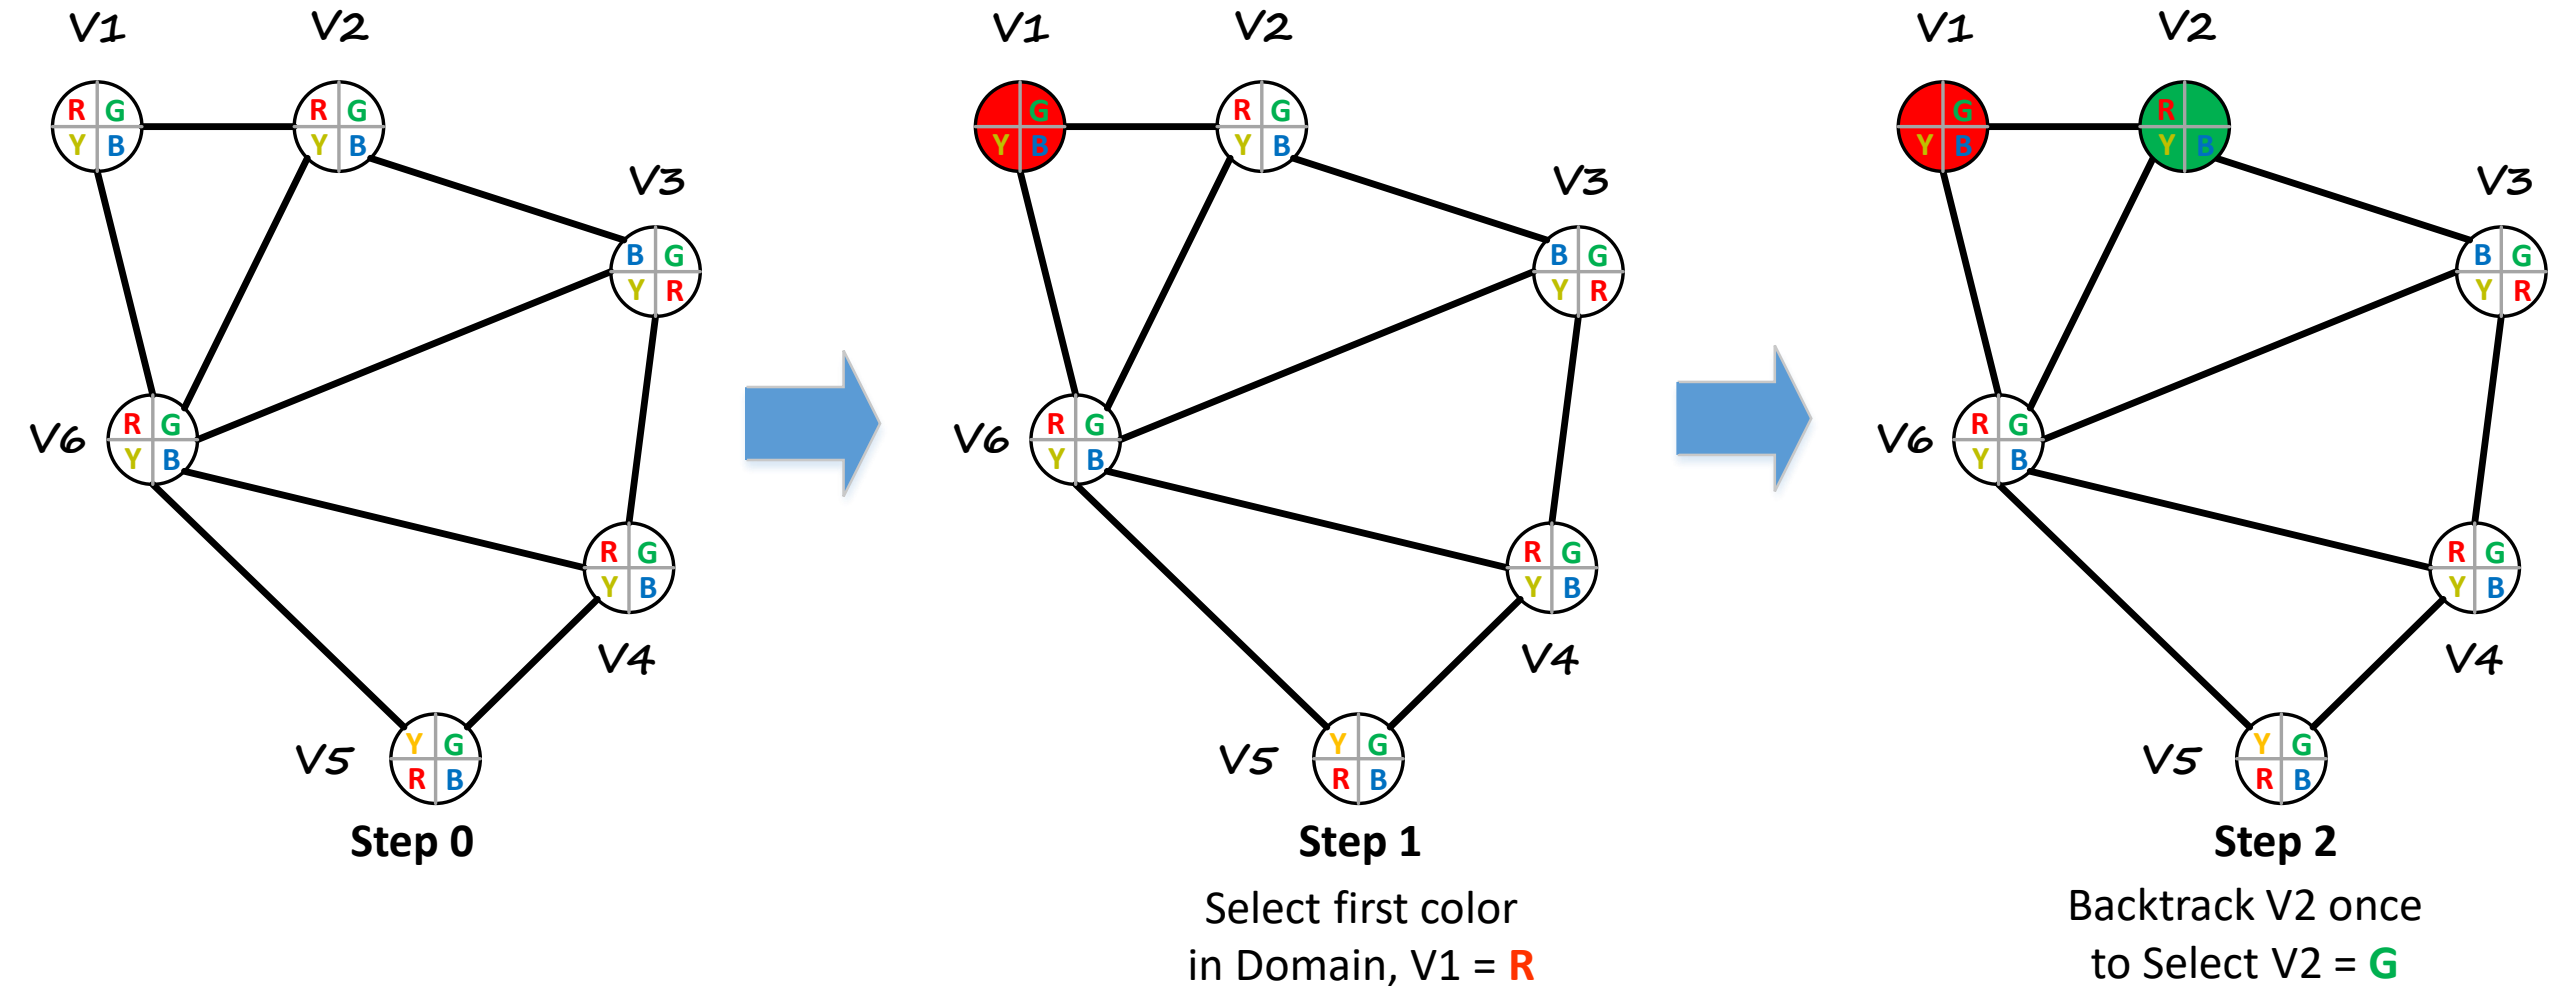 V1 V2 V1 V2 V1 V2
R G R G G R G G R
Y B Y B Y B Y B Y B Y B
V3 V3 V3
B G B G B G
Y R Y R Y R
V6 R G V6 R G V6 R G
Y B Y B Y B
R G R G R G
Y B Y B Y B
V4 V4 V4
V5 Y G V5 Y G V5 Y G
R B R B R B
Step 0 Step 1 Step 2
Select first color Backtrack V2 once
in Domain, V1 = R to Select V2 = G